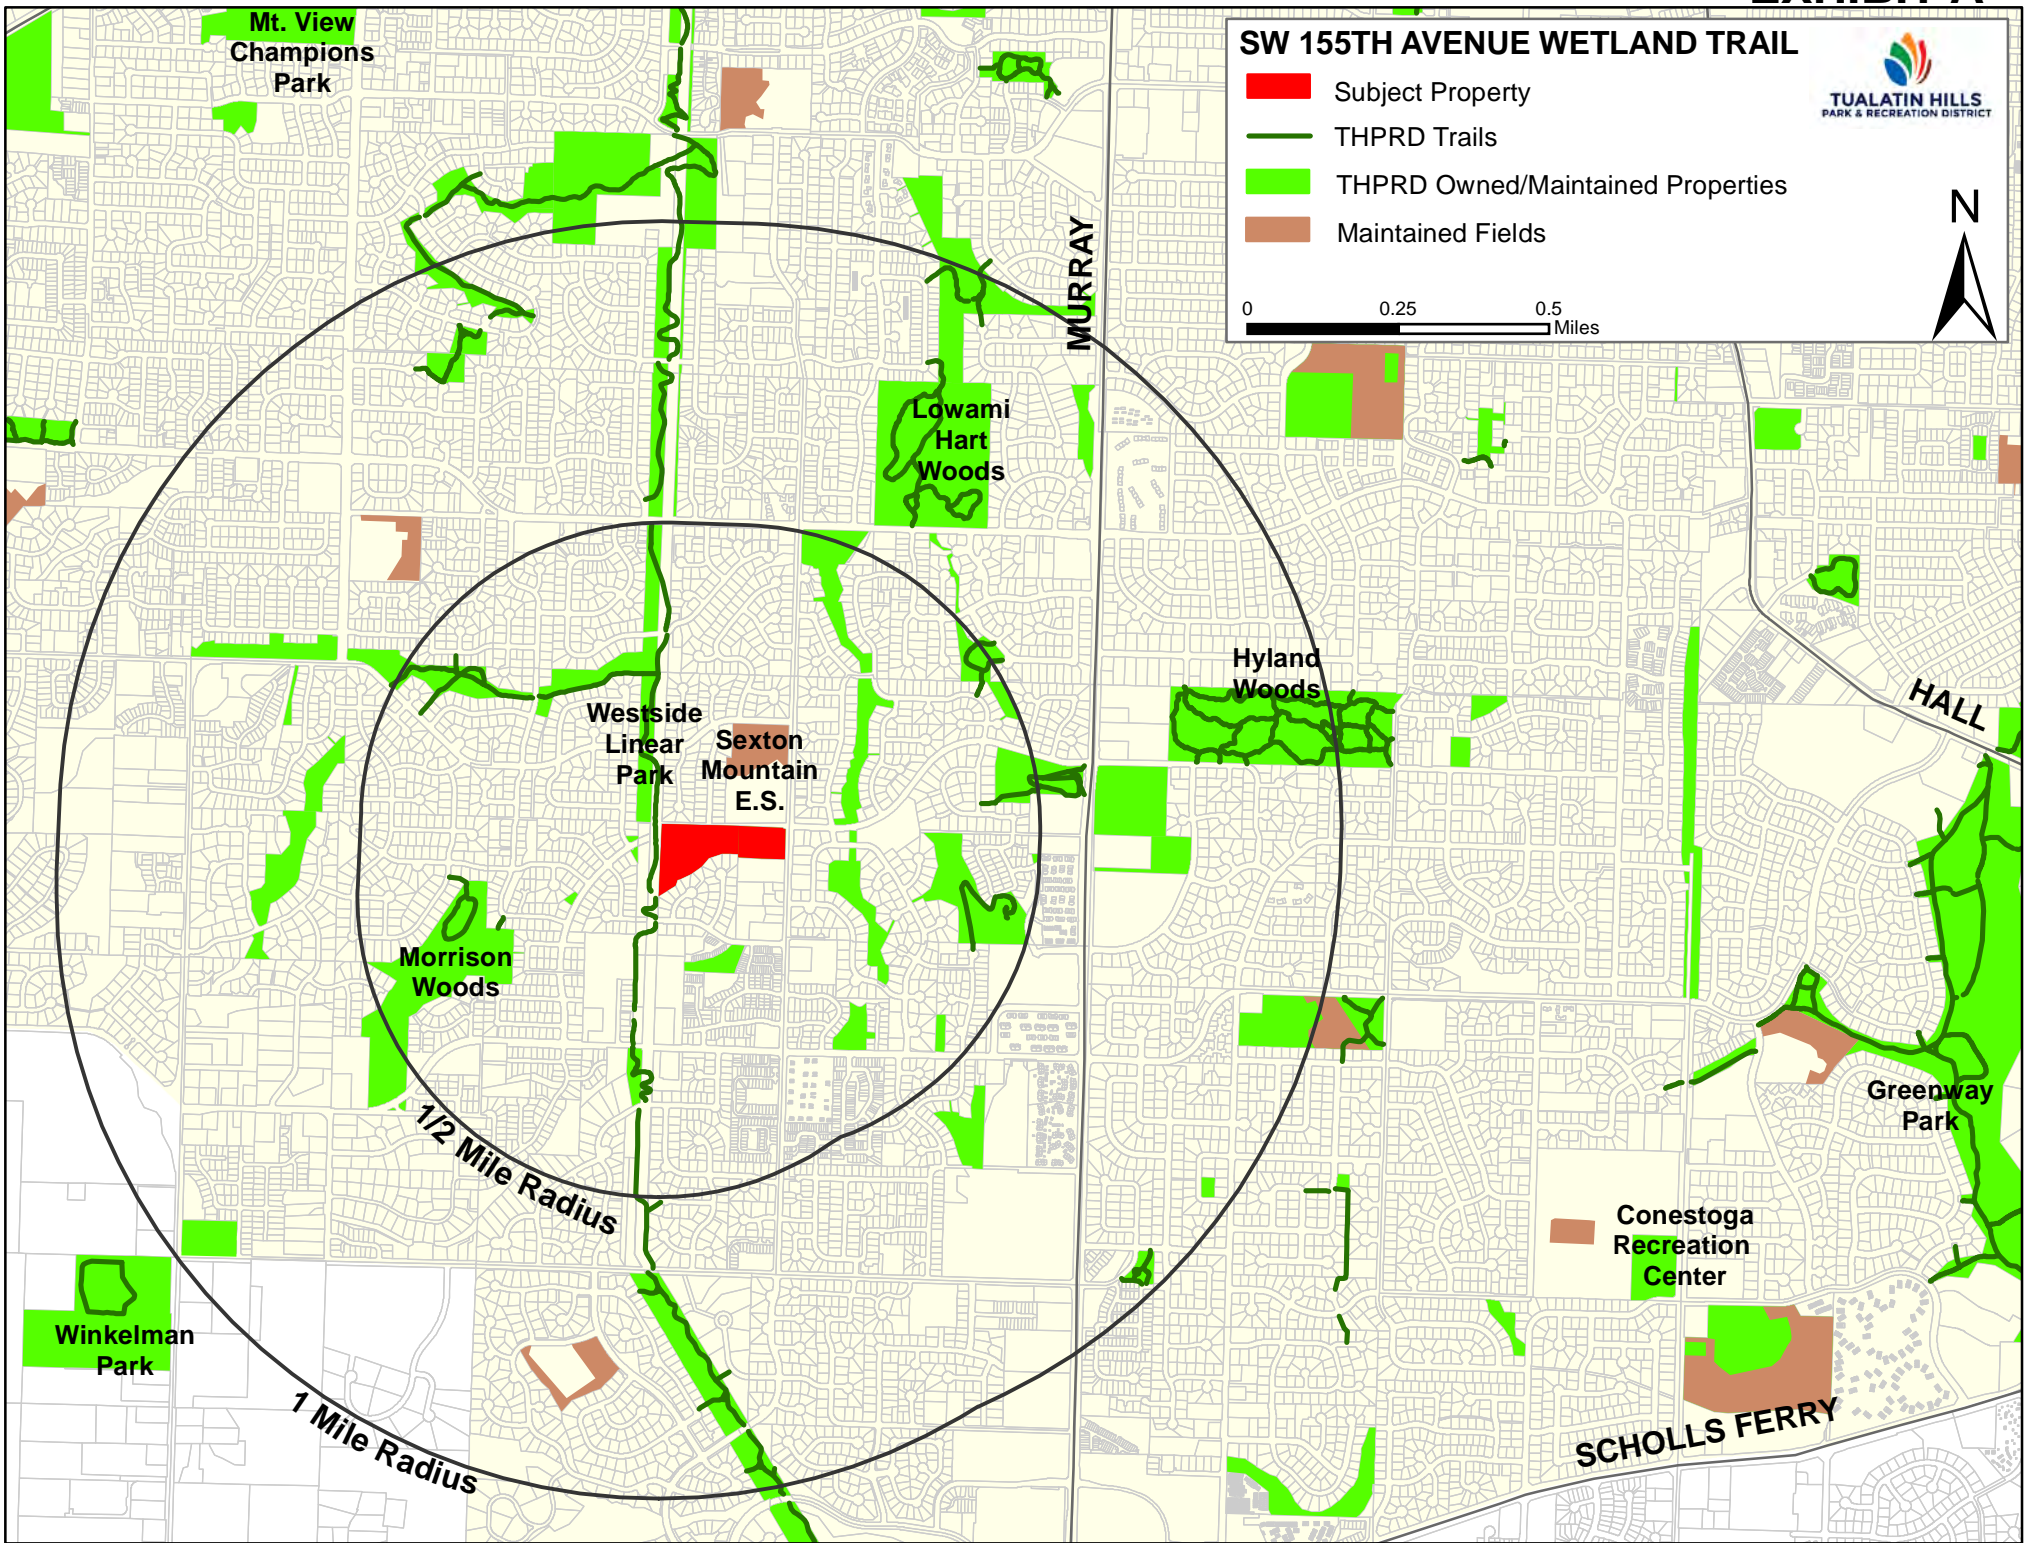 EXHIBIT A
Mt. View
Champions
Park
SW 155TH AVENUE WETLAND TRAIL
Subject Property
THPRD Trails
THPRD Owned/Maintained Properties
Maintained Fields
TUALATIN HILLS
PARK & RECREATION DISTRICT
N
0 0.25 0.5
Miles
MURRAY
Lowami
Hart
Woods
Hyland
Woods
HALL
Westside
Linear
Park
Sexton
Mountain
E.S.
Morrison
Woods
Greenway
Park
1/2 Mile Radius
Conestoga
Recreation
Center
Winkelman
Park
1 Mile Radius
SCHOLLS FERRY